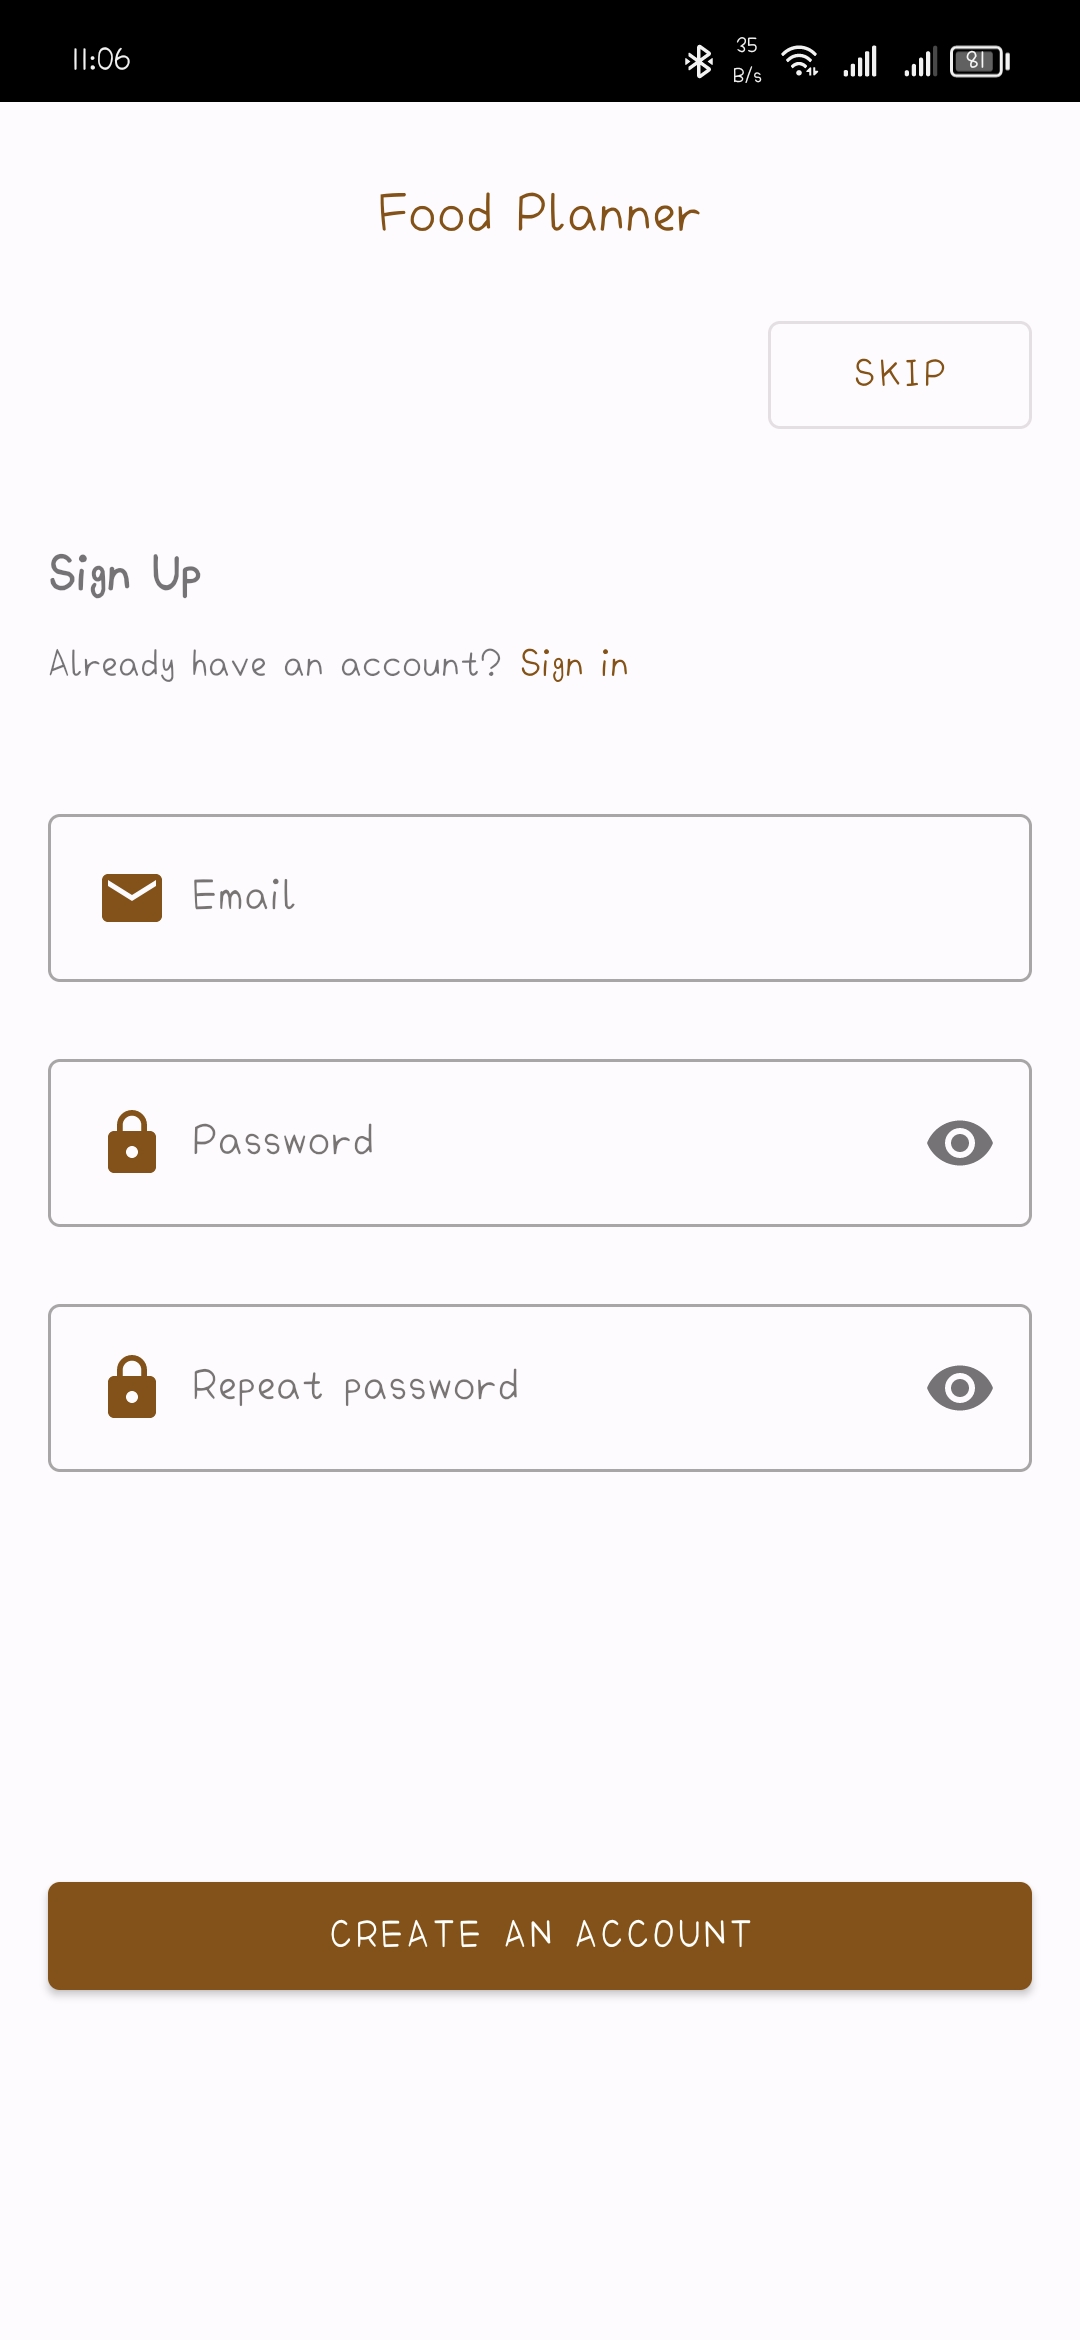 11:06
35
B/s
81
Food Planner
SKIP
Sign Up
Already have an account? Sign in
Email
Password
Repeat password
CREATE AN ACCOUNT